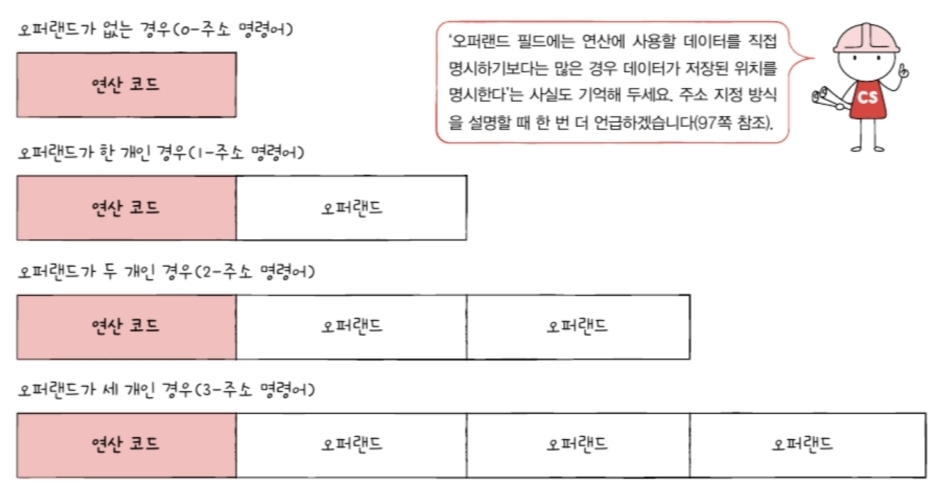 오퍼랜드가 없는 경우(0-주소 명령어)
연산 코드
'오퍼랜드 필드에는 연산에 사용할 데이터를 직접
명시하기보다는 많은 경우 데이터가 저장된 위치를
명시한다'는 사실도 기억해 두세요. 주소 지정 방식
을 설명할 때 한 번 더 언급하겠습니다(97쪽 참조).
CS
오퍼랜드가 한 개인 경우(1-주소 명령어)
연산 코드 오퍼랜드
오퍼랜드가 두 개인 경우(2-주소 명령어)
연산 코드 오퍼랜드 오퍼랜드
오퍼랜드가 세 개인 경우(3-주소 명령어)
연산 코드 오퍼랜드 오퍼랜드 오퍼랜드